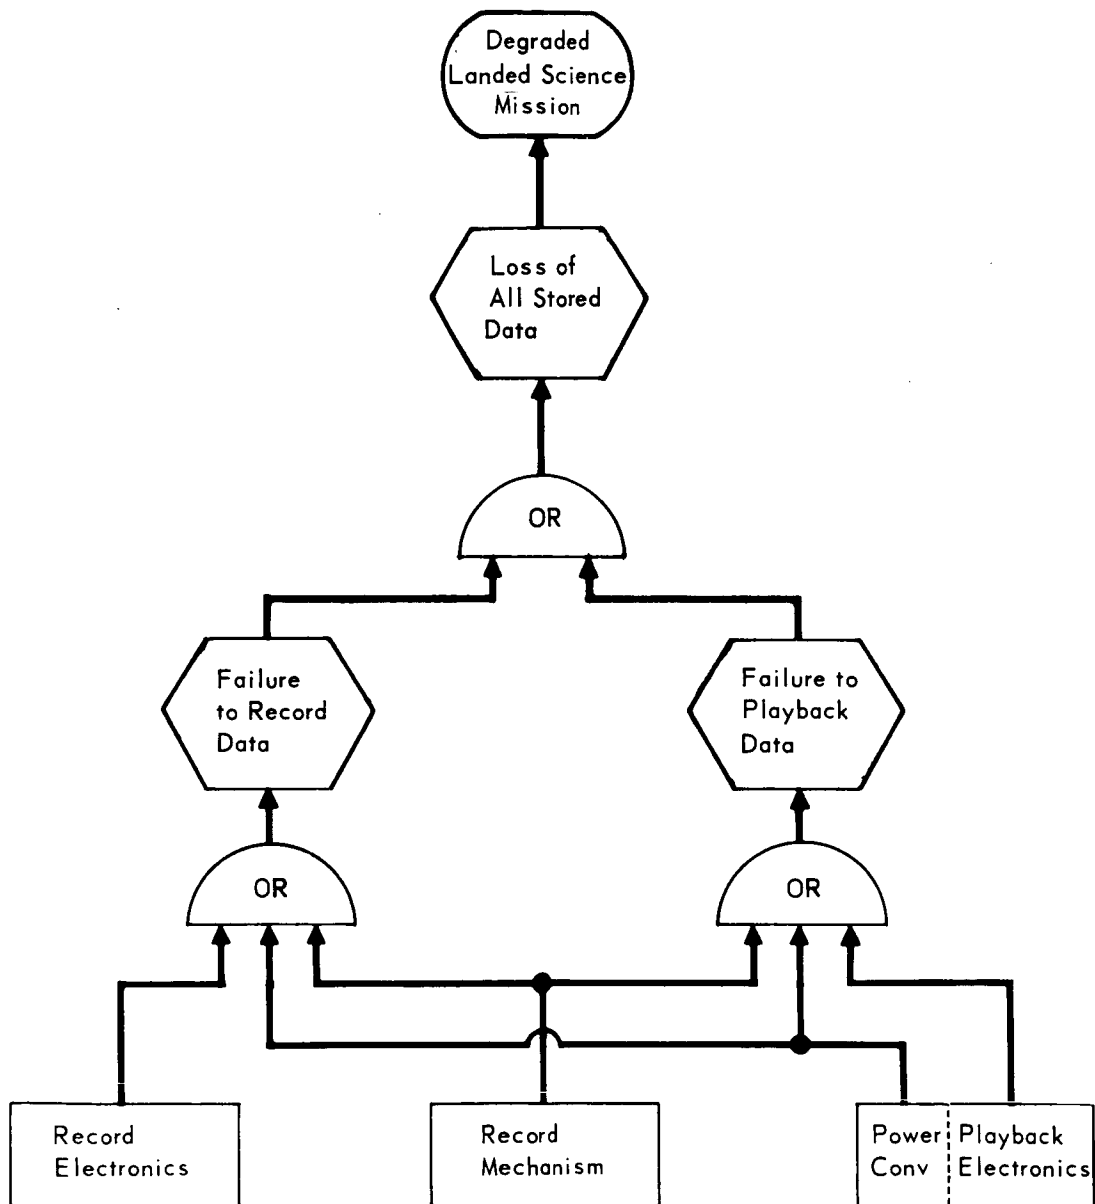 Degraded
Landed Science
Mission
Loss of
All Stored
Data
OR
Failure
to Record
Data
Failure to
Playback
Data
OR
OR
Record
Electronics
Record
Mechanism
Power
Conv
Playback
Electronics